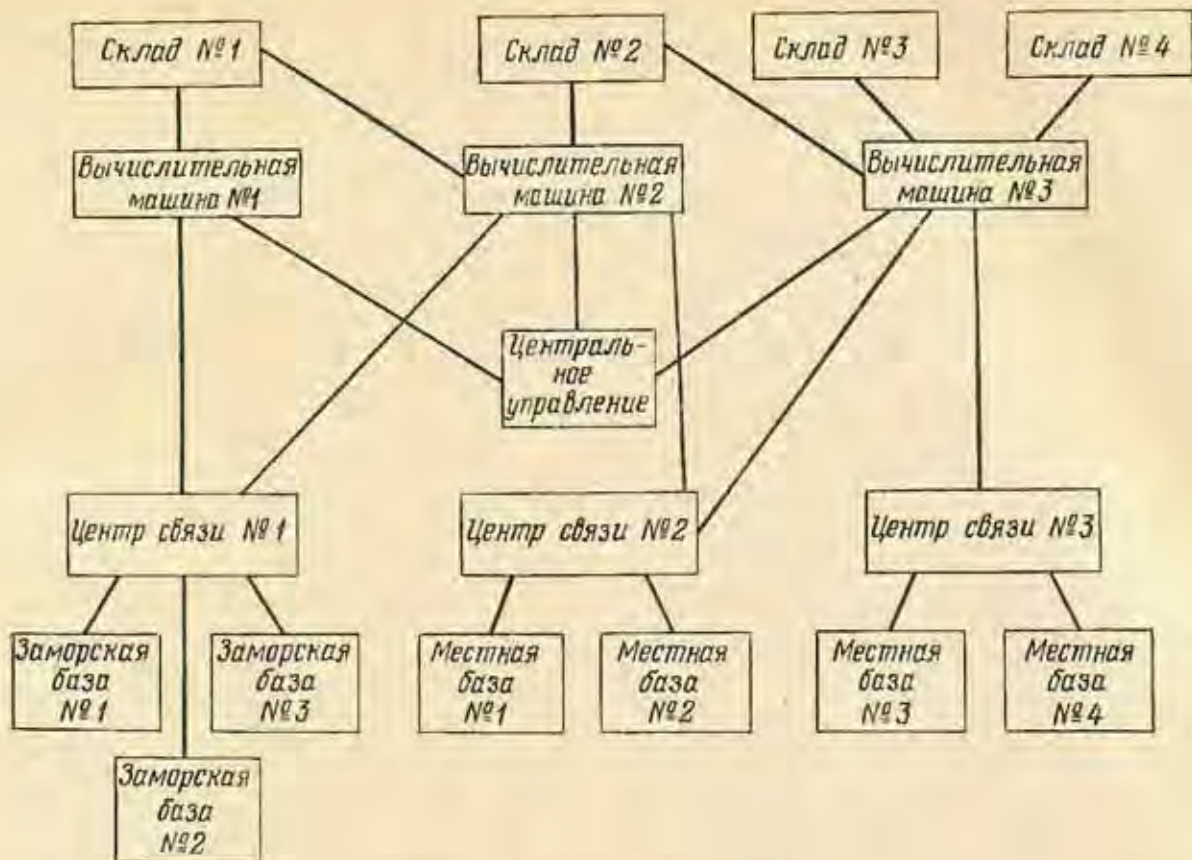 Склад №1
Склад №2
Склад №3
Склад №4
Вычислительная
машина №1
Вычислительная
машина №2
Вычислительная
машина №3
Централь-
ное
управление
Центр связи №1
Центр связи №2
Центр связи №3
Заморская
база
№1
Заморская
база
№3
Местная
база
№1
Местная
база
№2
Местная
база
№3
Местная
база
№4
Заморская
база
№2